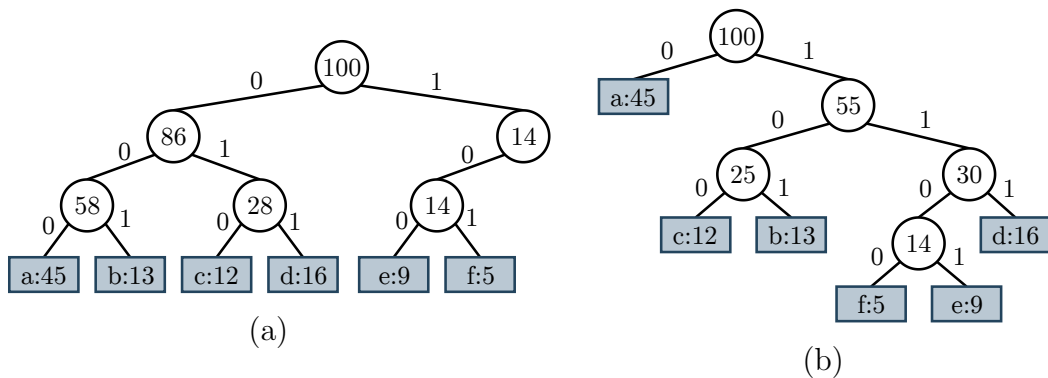 100
0 1
86 14
0 1 0
58 28 14
0 1 0 1 0 1
a:45 b:13 c:12 d:16 e:9 f:5
(a)
100
0 1
a:45
55
0 1
25 30
0 1 0 1
c:12 b:13 14 d:16
0 1
f:5 e:9
(b)